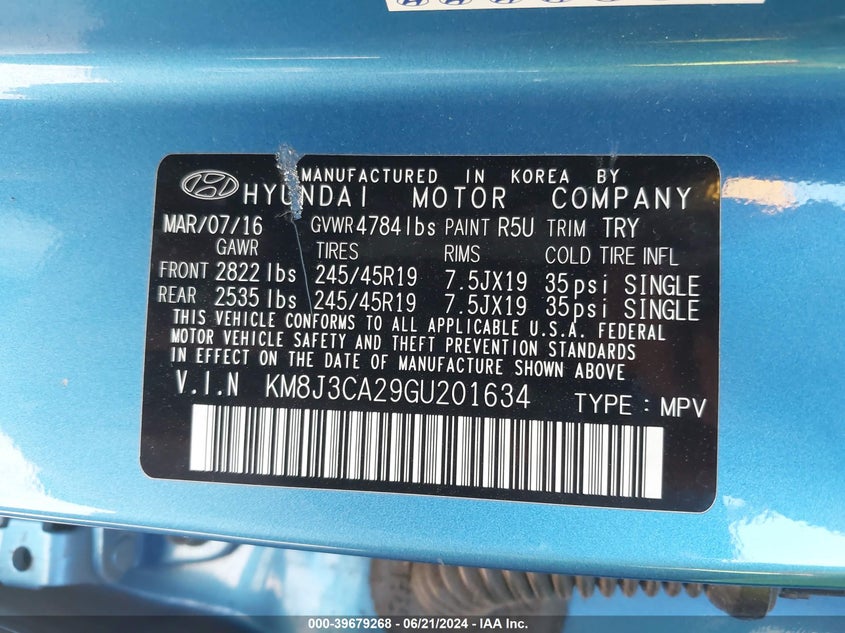 MANUFACTURED IN KOREA BY
HYUNDAI MOTOR COMPANY
MAR/07/16 GVWR 4784 lbs PAINT R5U TRIM TRY
GAWR TIRES RIMS COLD TIRE INFL
FRONT 2822 lbs 245/45R19 7.5JX19 35psi SINGLE
REAR 2535 lbs 245/45R19 7.5JX19 35psi SINGLE
THIS VEHICLE CONFORMS TO ALL APPLICABLE U.S.A. FEDERAL
MOTOR VEHICLE SAFETY AND THEFT PREVENTION STANDARDS
IN EFFECT ON THE DATE OF MANUFACTURE SHOWN ABOVE.
V.I.N KM8J3CA29GU201634 TYPE : MPV
000-39679268 - 06/21/2024 - IAA Inc.